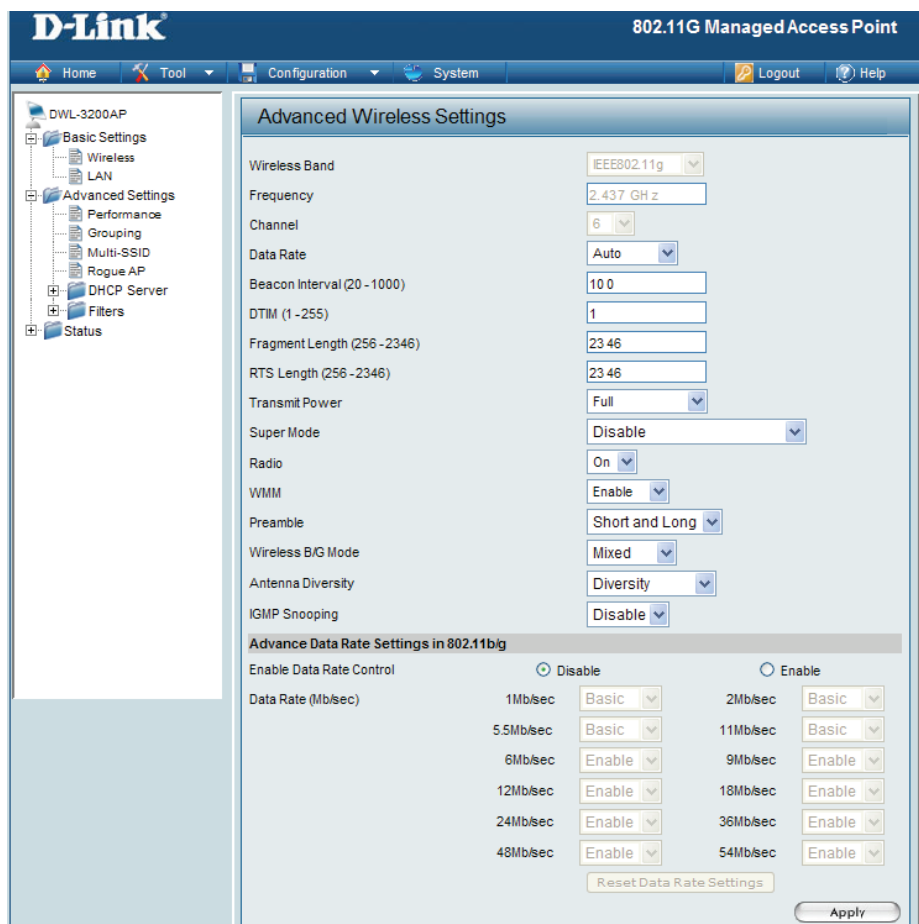 D-Link
802.11G Managed Access Point
Home Tool Configuration System Logout Help
DWL-3200AP
Basic Settings
Wireless
LAN
Advanced Settings
Performance
Grouping
Multi-SSID
Rogue AP
DHCP Server
Filters
Status
Advanced Wireless Settings
Wireless Band IEEE802.11g
Frequency 2.437 GHz
Channel 6
Data Rate Auto
Beacon Interval (20 - 1000) 100
DTIM (1 - 255) 1
Fragment Length (256 - 2346) 2346
RTS Length (256 - 2346) 2346
Transmit Power Full
Super Mode Disable
Radio On
WMM Enable
Preamble Short and Long
Wireless B/G Mode Mixed
Antenna Diversity Diversity
IGMP Snooping Disable
Advance Data Rate Settings in 802.11b/g
Enable Data Rate Control Disable Enable
Data Rate (Mb/sec) 1Mb/sec Basic 2Mb/sec Basic
5.5Mb/sec Basic 11Mb/sec Basic
6Mb/sec Enable 9Mb/sec Enable
12Mb/sec Enable 18Mb/sec Enable
24Mb/sec Enable 36Mb/sec Enable
48Mb/sec Enable 54Mb/sec Enable
Reset Data Rate Settings
Apply